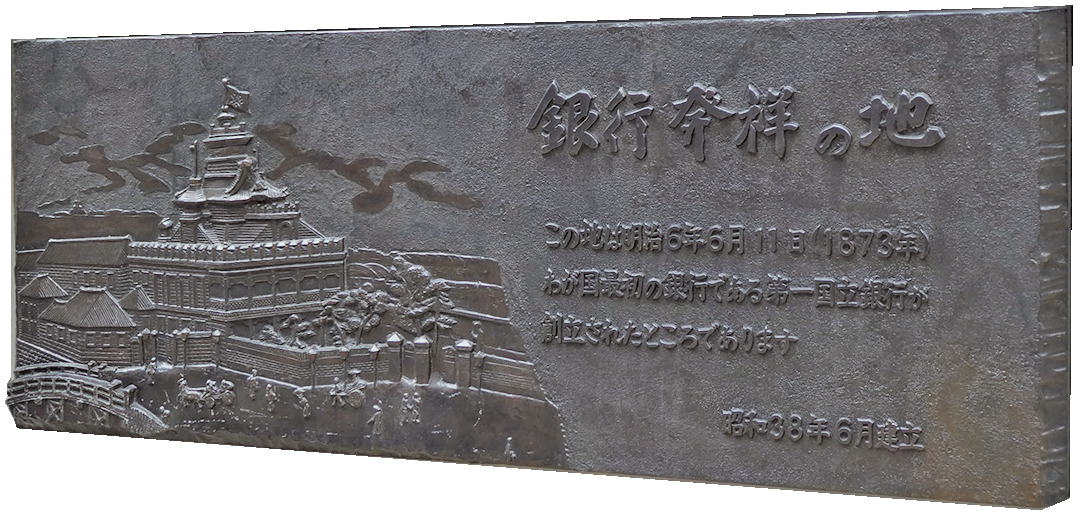 銀行発祥の地
この地は明治6年6月11日(1873年)
わが国最初の銀行である第一国立銀行が
創立されたところであります
昭和38年6月建立